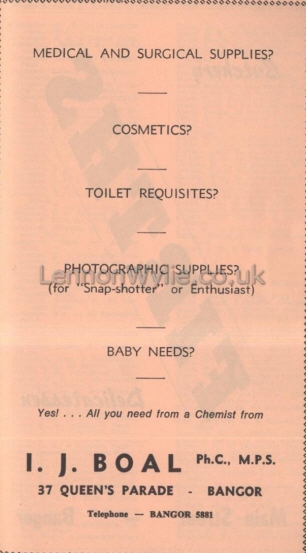 MEDICAL AND SURGICAL SUPPLIES?
COSMETICS?
TOILET REQUISITES?
PHOTOGRAPHIC SUPPLIES?
LennonWylie.co.uk
(for "Snap-shotter" or Enthusiast)
BABY NEEDS?
Yes! . . . All you need from a Chemist from
I. J. BOAL Ph.C., M.P.S.
37 QUEEN'S PARADE - BANGOR
Telephone — BANGOR 5881